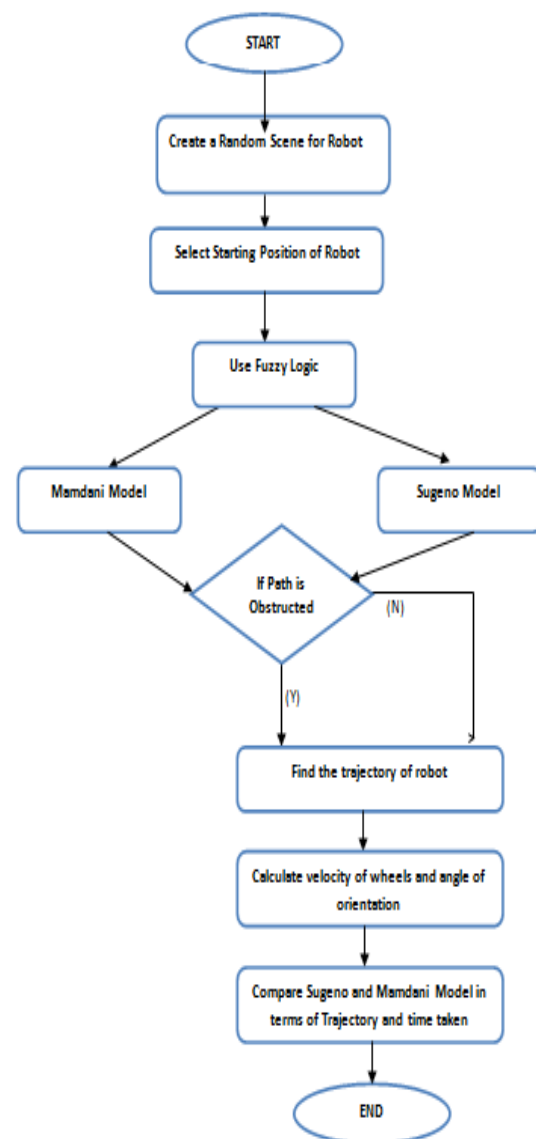 START
Create a Random Scene for Robot
Select Starting Position of Robot
Use Fuzzy Logic
Mamdani Model
Sugeno Model
If Path is
Obstructed
(N)
(Y)
Find the trajectory of robot
Calculate velocity of wheels and angle of
orientation
Compare Sugeno and Mamdani Model in
terms of Trajectory and time taken
END